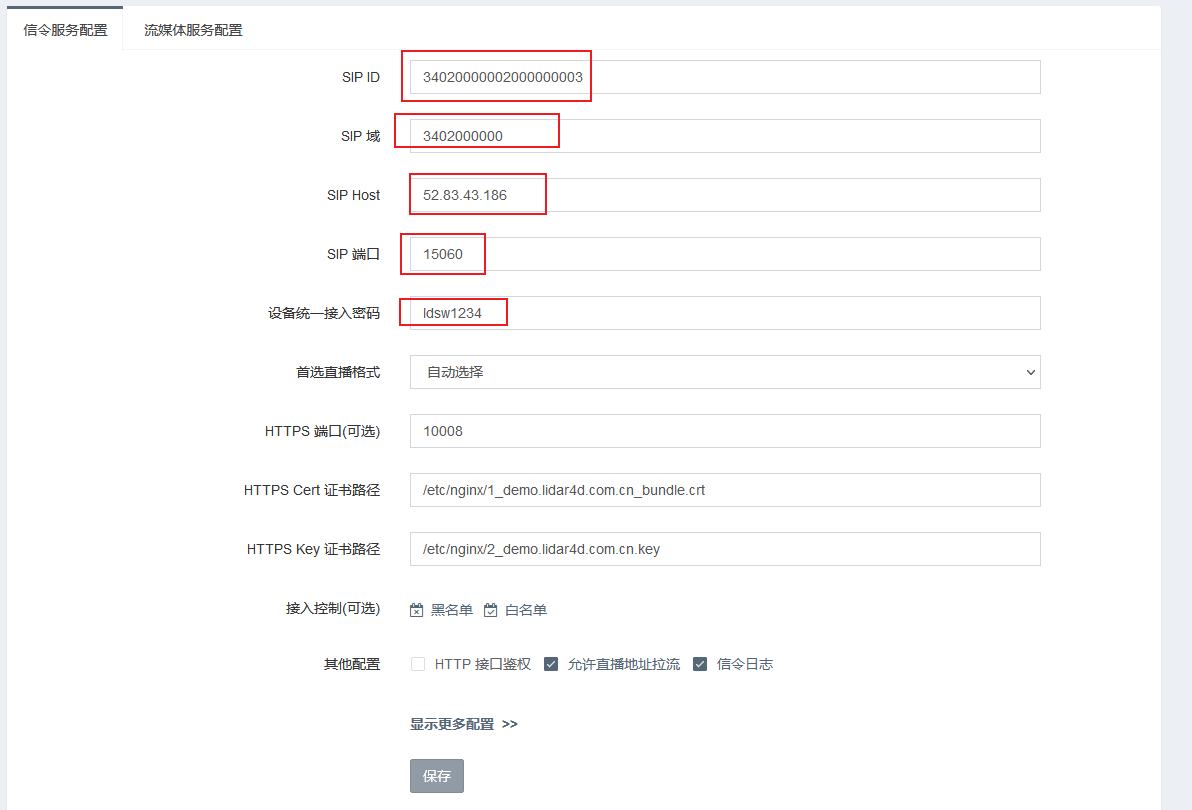 信令服务配置 流媒体服务配置
SIP ID 34020000002000000003
SIP 域 3402000000
SIP Host 52.83.43.186
SIP 端口 15060
设备统一接入密码 ldsw1234
首选直播格式 自动选择
HTTPS 端口(可选) 10008
HTTPS Cert 证书路径 /etc/nginx/1_demo.lidar4d.com.cn_bundle.crt
HTTPS Key 证书路径 /etc/nginx/2_demo.lidar4d.com.cn.key
接入控制(可选) 黑名单 白名单
其他配置 HTTP 接口鉴权 允许直播地址拉流 信令日志
显示更多配置 >>
保存